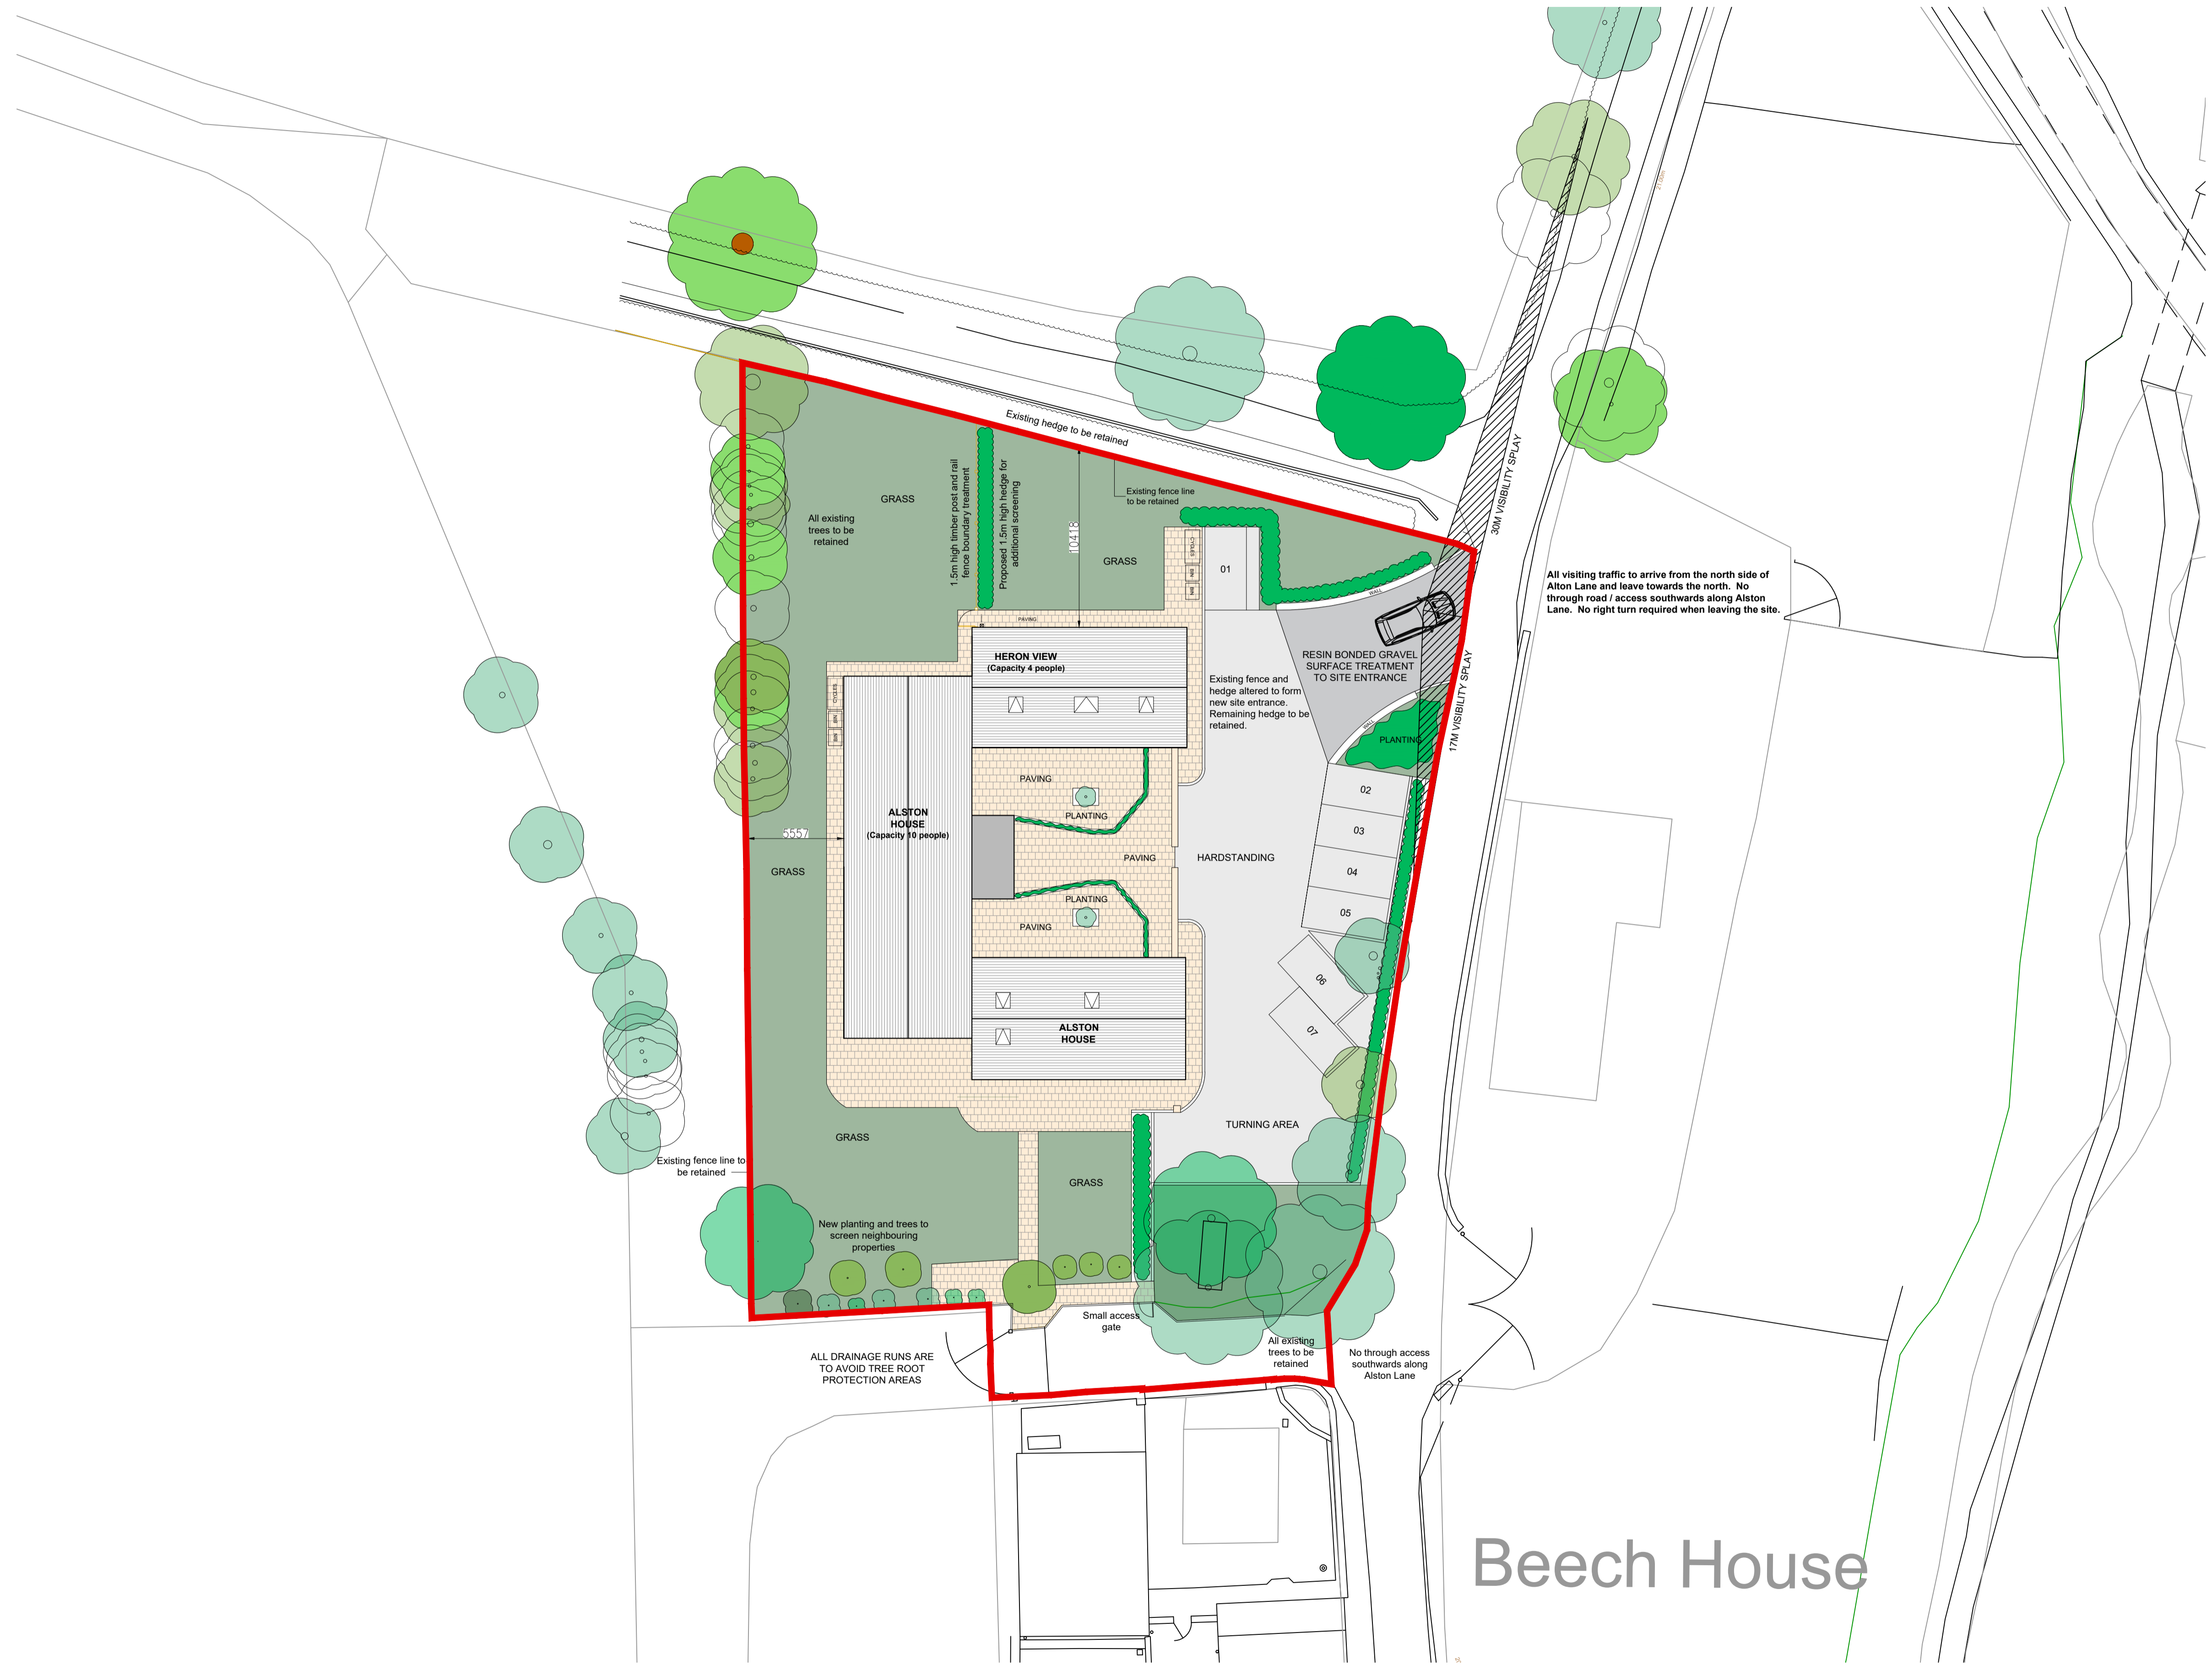 21.00m
Existing hedge to be retained
30M VISIBILITY SPLAY
1.5m high timber post and rail
fence boundary treatment
Proposed 1.5m high hedge for
additional screening
GRASS
Existing fence line
to be retained
All existing
trees to be
retained
10418
GRASS
CYCLES
BIN
BIN
01
WALL
All visiting traffic to arrive from the north side of
Alton Lane and leave towards the north. No
through road / access southwards along Alston
Lane. No right turn required when leaving the site.
PAVING
HERON VIEW
(Capacity 4 people)
RESIN BONDED GRAVEL
SURFACE TREATMENT
TO SITE ENTRANCE
Existing fence and
hedge altered to form
new site entrance.
Remaining hedge to be
retained.
17M VISIBILITY SPLAY
CYCLES
BIN
BIN
WALL
PLANTING
PAVING
02
ALSTON
HOUSE
(Capacity 10 people)
PLANTING
03
5557
PAVING
HARDSTANDING
GRASS
04
PLANTING
05
PAVING
06
07
ALSTON
HOUSE
TURNING AREA
GRASS
Existing fence line to
be retained
GRASS
New planting and trees to
screen neighbouring
properties
Small access
gate
All existing
trees to be
retained
No through access
southwards along
Alston Lane
ALL DRAINAGE RUNS ARE
TO AVOID TREE ROOT
PROTECTION AREAS
Beech House